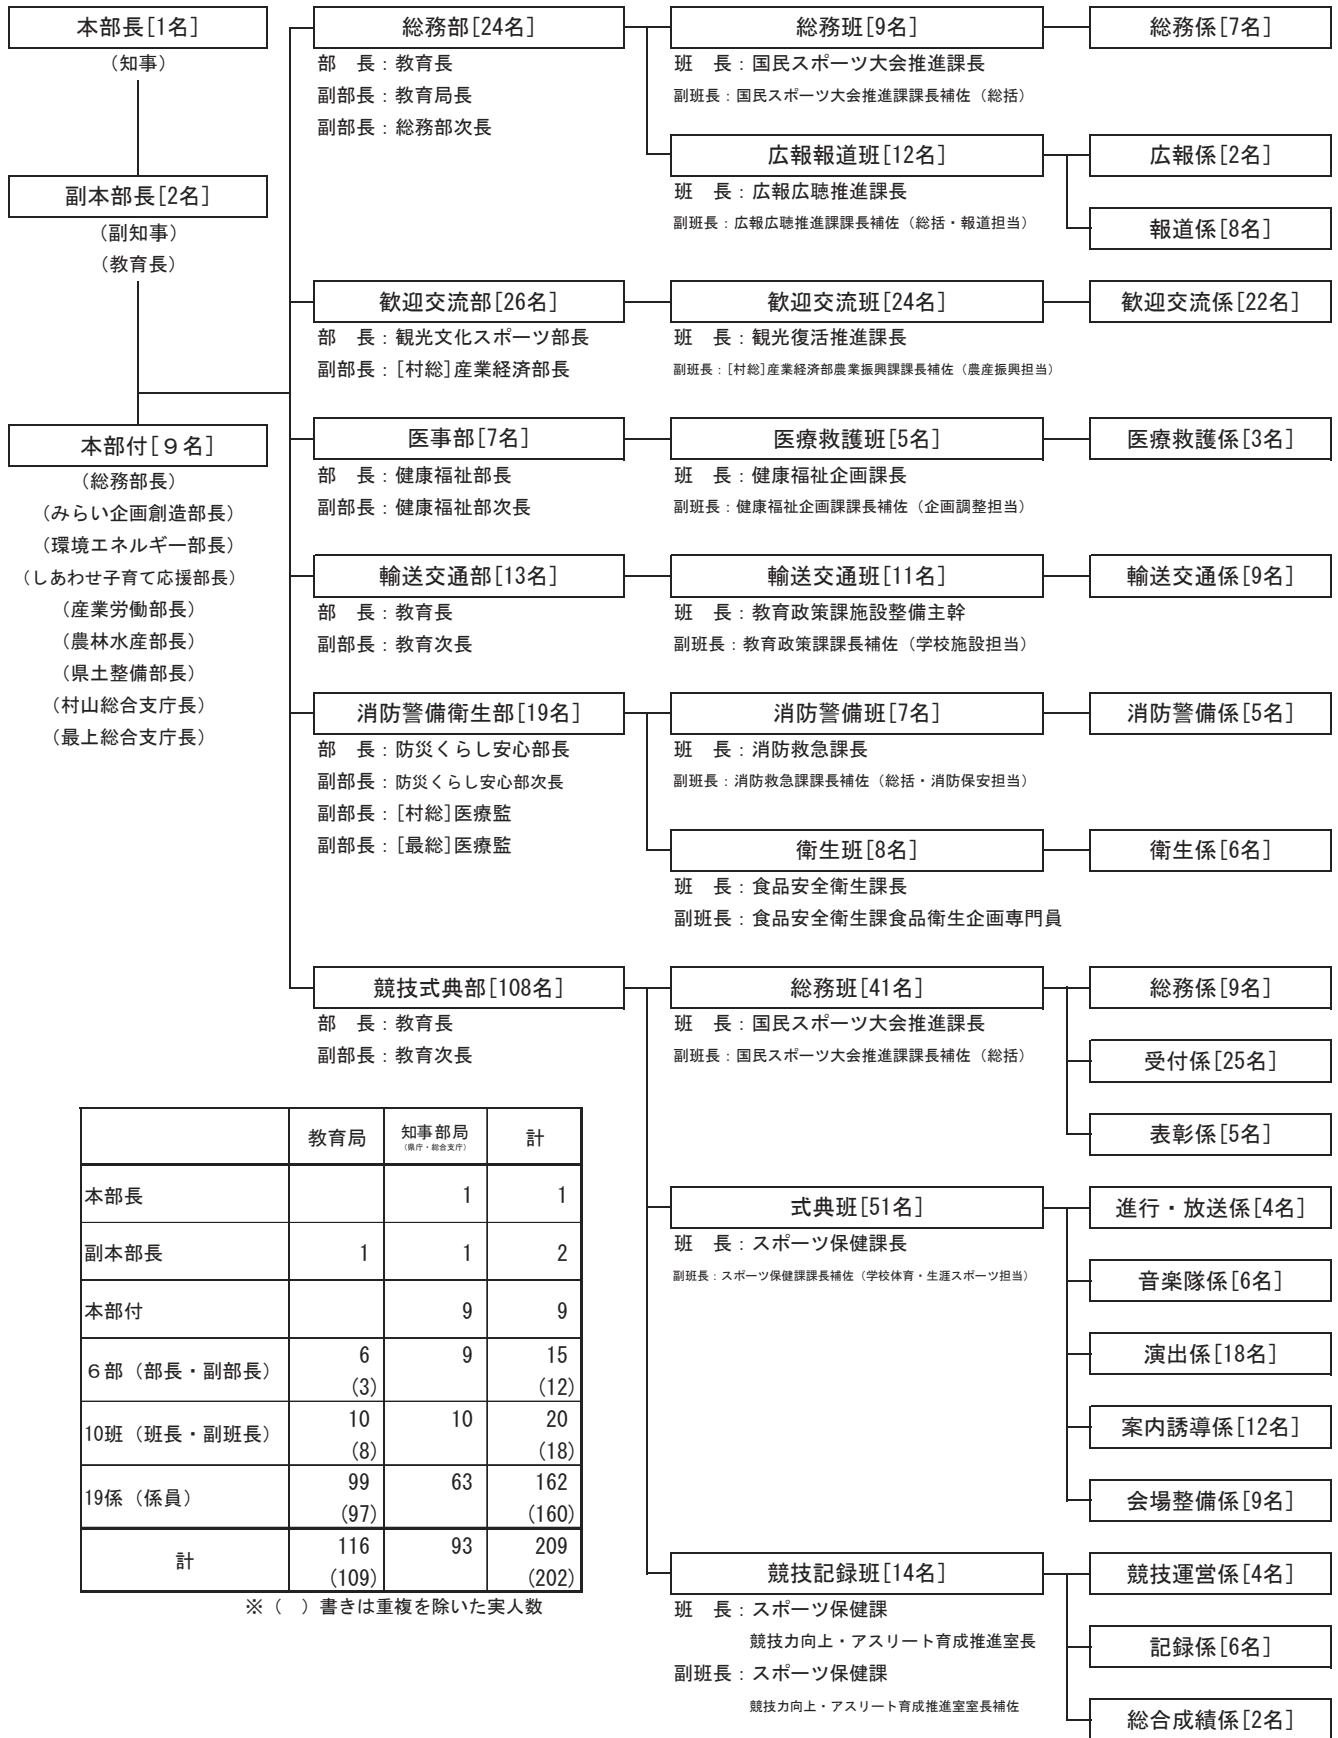 本部長[1名]
（知事）
副本部長[2名]
（副知事）
（教育長）
本部付[９名]
（総務部長）
（みらい企画創造部長）
（環境エネルギー部長）
（しあわせ子育て応援部長）
（産業労働部長）
（農林水産部長）
（県土整備部長）
（村山総合支庁長）
（最上総合支庁長）
総務部[24名]
部　長：教育長
副部長：教育局長
副部長：総務部次長
総務班[9名]
班　長：国民スポーツ大会推進課長
副班長：国民スポーツ大会推進課課長補佐（総括）
総務係[7名]
広報報道班[12名]
班　長：広報広聴推進課長
副班長：広報広聴推進課課長補佐（総括・報道担当）
広報係[2名]
報道係[8名]
歓迎交流部[26名]
部　長：観光文化スポーツ部長
副部長：[村総]産業経済部長
歓迎交流班[24名]
班　長：観光復活推進課長
副班長：[村総]産業経済部農業振興課課長補佐（農産振興担当）
歓迎交流係[22名]
医事部[7名]
部　長：健康福祉部長
副部長：健康福祉部次長
医療救護班[5名]
班　長：健康福祉企画課長
副班長：健康福祉企画課課長補佐（企画調整担当）
医療救護係[3名]
輸送交通部[13名]
部　長：教育長
副部長：教育次長
輸送交通班[11名]
班　長：教育政策課施設整備主幹
副班長：教育政策課課長補佐（学校施設担当）
輸送交通係[9名]
消防警備衛生部[19名]
部　長：防災くらし安心部長
副部長：防災くらし安心部次長
副部長：[村総]医療監
副部長：[最総]医療監
消防警備班[7名]
班　長：消防救急課長
副班長：消防救急課課長補佐（総括・消防保安担当）
消防警備係[5名]
衛生班[8名]
班　長：食品安全衛生課長
副班長：食品安全衛生課食品衛生企画専門員
衛生係[6名]
競技式典部[108名]
部　長：教育長
副部長：教育次長
総務班[41名]
班　長：国民スポーツ大会推進課長
副班長：国民スポーツ大会推進課課長補佐（総括）
総務係[9名]
受付係[25名]
表彰係[5名]
式典班[51名]
班　長：スポーツ保健課長
副班長：スポーツ保健課課長補佐（学校体育・生涯スポーツ担当）
進行・放送係[4名]
音楽隊係[6名]
演出係[18名]
案内誘導係[12名]
会場整備係[9名]
競技記録班[14名]
班　長：スポーツ保健課
競技力向上・アスリート育成推進室長
副班長：スポーツ保健課
競技力向上・アスリート育成推進室室長補佐
競技運営係[4名]
記録係[6名]
総合成績係[2名]
教育局 知事部局 計
（県庁・総合支庁）
本部長 1 1
副本部長 1 1 2
本部付 9 9
６部（部長・副部長） 6 9 15
(3) (12)
10班（班長・副班長） 10 10 20
(8) (18)
19係（係員） 99 63 162
(97) (160)
計 116 93 209
(109) (202)
※（　）書きは重複を除いた実人数